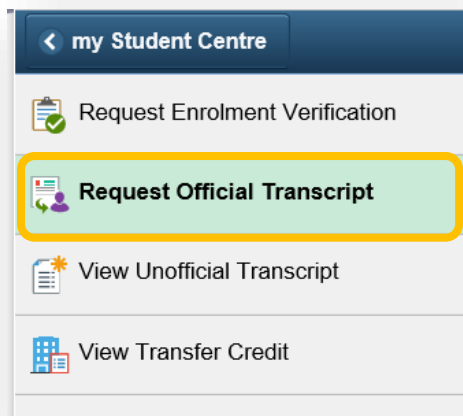 my Student Centre
Request Enrolment Verification
Request Official Transcript
View Unofficial Transcript
View Transfer Credit